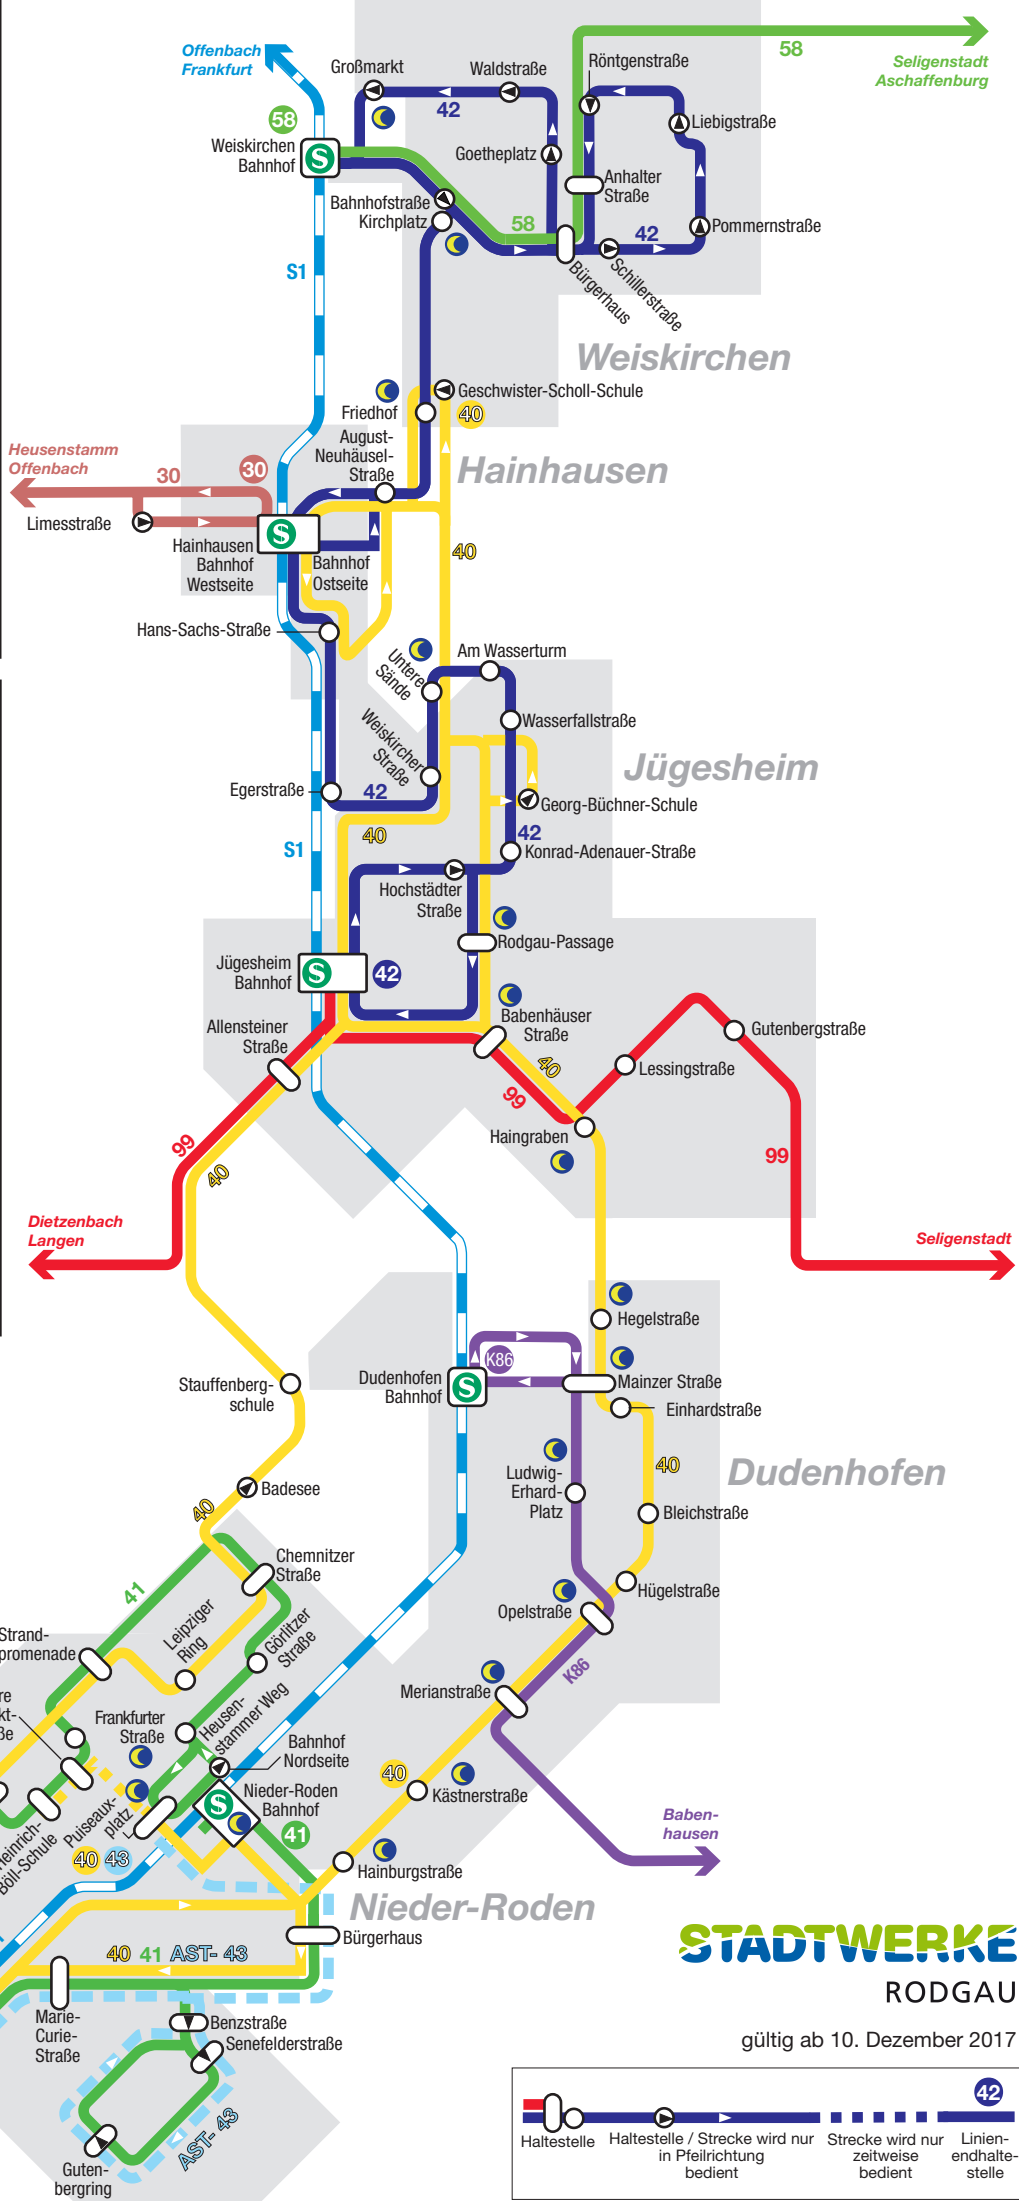 Offenbach
Frankfurt
58
Seligenstadt
Aschaffenburg
Großmarkt
Waldstraße
Röntgenstraße
42
Liebigstraße
58
Weiskirchen
Bahnhof
S
Goetheplatz
Anhalter
Straße
Bahnhofstraße
Kirchplatz
58
42
Pommernstraße
S1
Bürgerhaus
Schillerstraße
Weiskirchen
Geschwister-Scholl-Schule
Friedhof
40
August-
Neuhäusel-
Straße
Hainhausen
Heusenstamm
Offenbach
30
30
Limesstraße
S
Hainhausen
Bahnhof
Westseite
Bahnhof
Ostseite
40
Hans-Sachs-Straße
Untere
Sände
Am Wasserturm
Weiskircher
Straße
Wasserfallstraße
Jügesheim
Egerstraße
42
Georg-Büchner-Schule
40
42
S1
Konrad-Adenauer-Straße
Hochstädter
Straße
Rodgau-Passage
Jügesheim
Bahnhof
S
42
Allensteiner
Straße
Babenhäuser
Straße
Gutenbergstraße
40
Lessingstraße
99
Haingraben
99
40
99
Dietzenbach
Langen
Seligenstadt
Hegelstraße
K86
Dudenhofen
Bahnhof
S
Mainzer Straße
Stauffenberg-
schule
Einhardstraße
40
Dudenhofen
Ludwig-
Erhard-
Platz
Badesee
40
Bleichstraße
Chemnitzer
Straße
41
Hügelstraße
Opelstraße
Leipziger
Ring
Görlitzer
Straße
Strand-
promenade
K86
Merianstraße
re
kt-
ße
Frankfurter
Straße
Heusen-
stammer Weg
Bahnhof
Nordseite
40
Kästnerstraße
Nieder-Roden
Bahnhof
S
41
Puiseaux-
platz
Heinrich-
Böll-Schule
40 43
Baben-
hausen
Hainburgstraße
Nieder-Roden
Bürgerhaus
40 41 AST- 43
STADTWERKE
RODGAU
Marie-
Curie-
Straße
Benzstraße
Senefelderstraße
gültig ab 10. Dezember 2017
AST- 43
Guten-
bergring
42
Haltestelle
Haltestelle / Strecke wird nur
in Pfeilrichtung
bedient
Strecke wird nur
zeitweise
bedient
Linien-
endhalte-
stelle